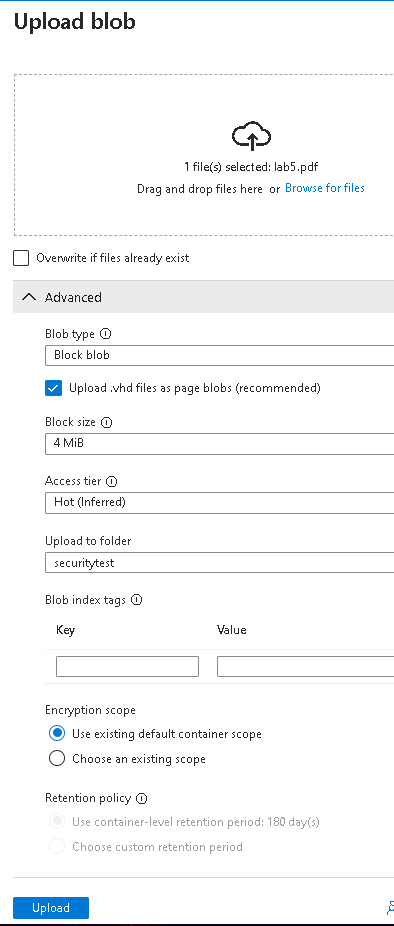 Upload blob
1 file(s) selected: lab5.pdf
Drag and drop files here or Browse for files
Overwrite if files already exist
Advanced
Blob type
Block blob
Upload .vhd files as page blobs (recommended)
Block size
4 MiB
Access tier
Hot (Inferred)
Upload to folder
securitytest
Blob index tags
Key Value
Encryption scope
Use existing default container scope
Choose an existing scope
Retention policy
Use container-level retention period: 180 day(s)
Choose custom retention period
Upload